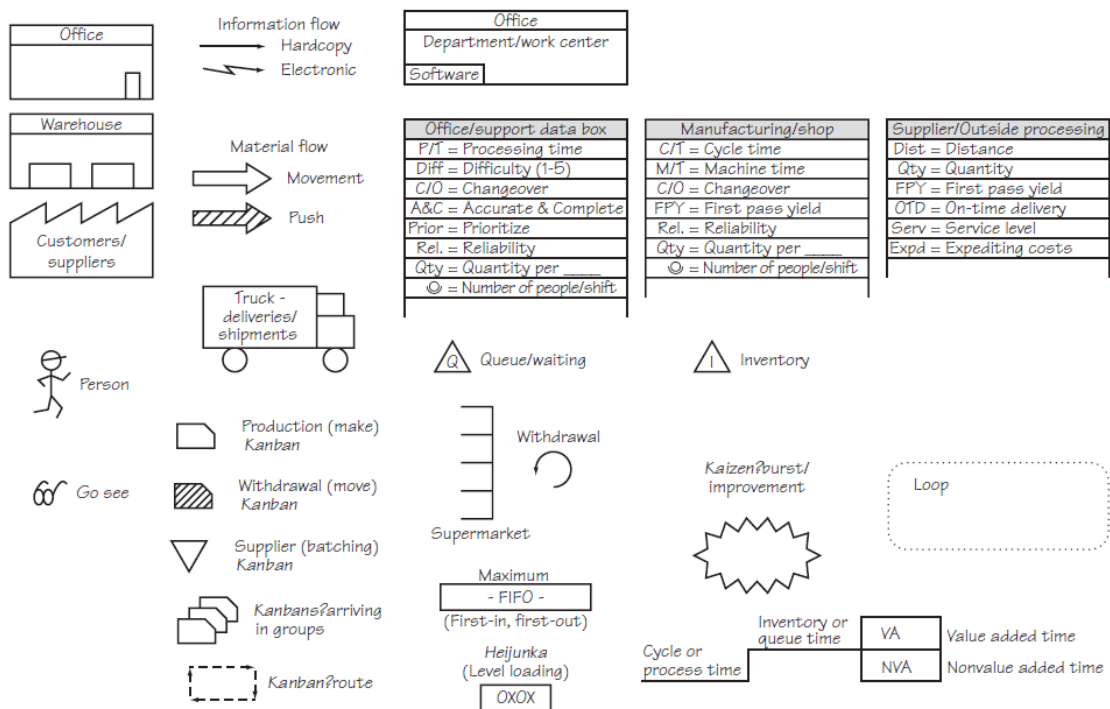 Office
Information flow
Hardcopy
Electronic
Office
Department/work center
Software
Warehouse
Material flow
Movement
Push
Customers/
suppliers
Truck -
deliveries/
shipments
Office/support data box
P/T = Processing time
Diff = Difficulty (1-5)
C/O = Changeover
A&C = Accurate & Complete
Prior = Prioritize
Rel. = Reliability
Qty = Quantity per ____
= Number of people/shift
Manufacturing/shop
C/T = Cycle time
M/T = Machine time
C/O = Changeover
FPY = First pass yield
Rel. = Reliability
Qty = Quantity per ____
= Number of people/shift
Supplier/Outside processing
Dist = Distance
Qty = Quantity
FPY = First pass yield
OTD = On-time delivery
Serv = Service level
Expd = Expediting costs
Q Queue/waiting
I Inventory
Person
Go see
Production (make)
Kanban
Withdrawal (move)
Kanban
Supplier (batching)
Kanban
Kanbans?arriving
in groups
Kanban?route
Withdrawal
Supermarket
Maximum
- FIFO -
(First-in, first-out)
Heijunka
(Level loading)
OXOX
Kaizen?burst/
improvement
Loop
Cycle or
process time
Inventory or
queue time
VA
Value added time
NVA
Nonvalue added time